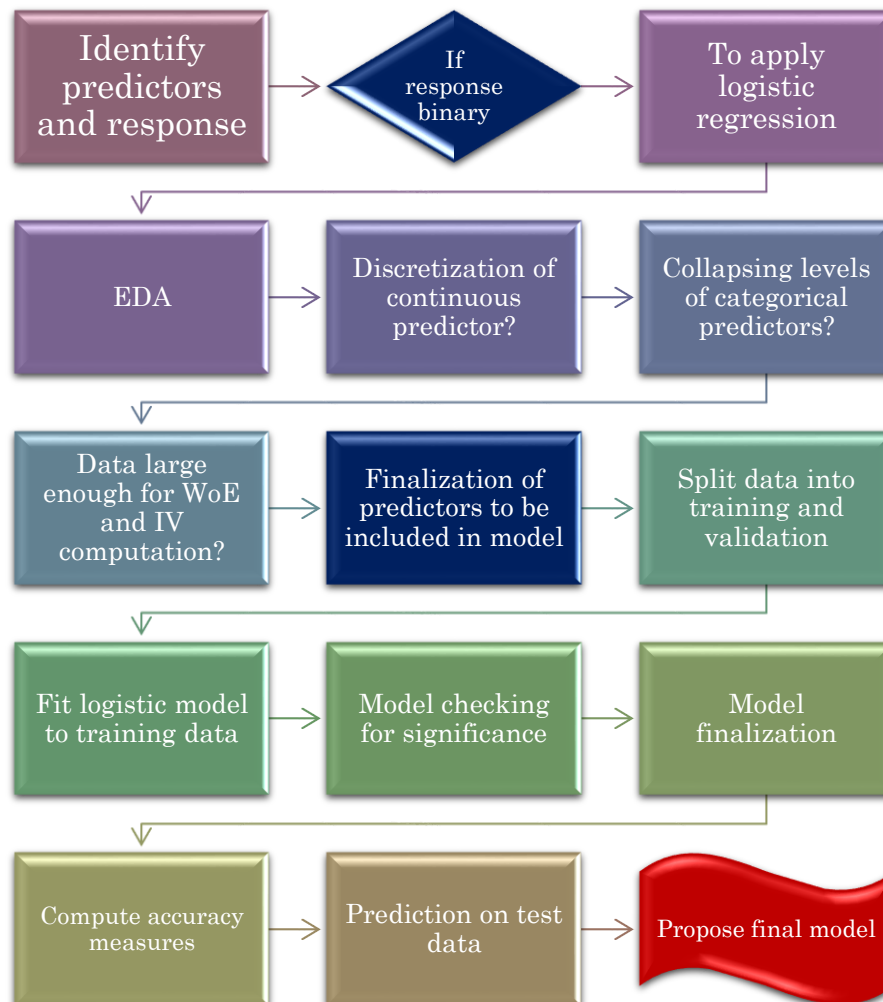 Identify
predictors
and response
If
response
binary
To apply
logistic
regression
EDA
Discretization of
continuous
predictor?
Collapsing levels
of categorical
predictors?
Data large
enough for WoE
and IV
computation?
Finalization of
predictors to be
included in model
Split data into
training and
validation
Fit logistic model
to training data
Model checking
for significance
Model
finalization
Compute accuracy
measures
Prediction on test
data
Propose final model